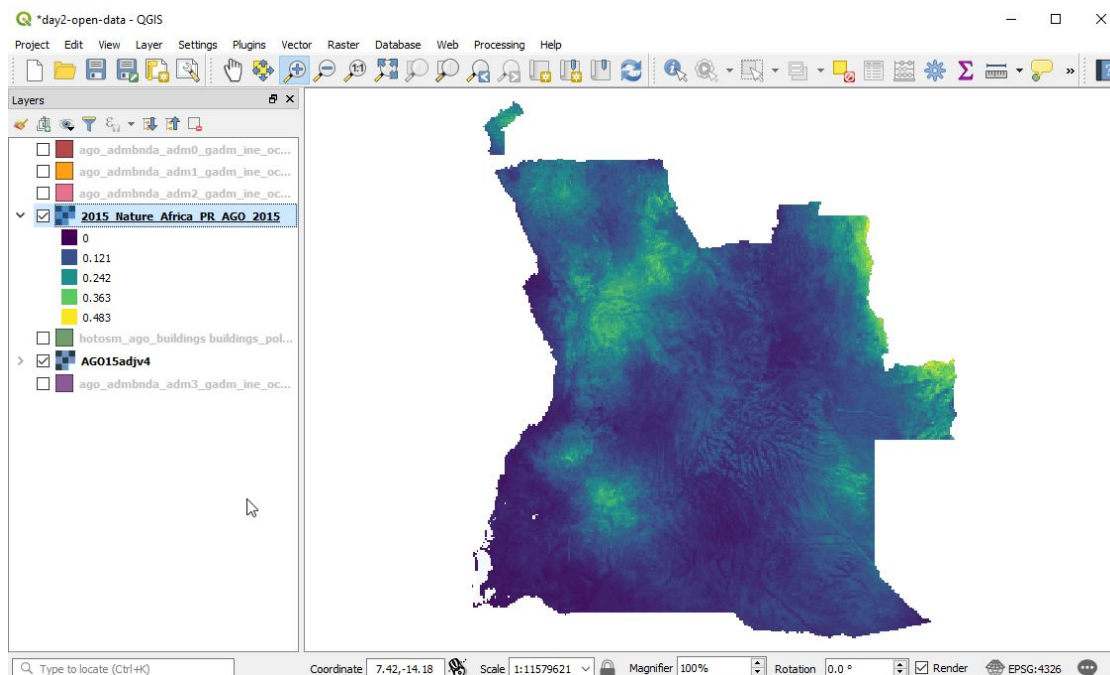 *day2-open-data - QGIS
Project Edit View Layer Settings Plugins Vector Raster Database Web Processing Help
Layers
ago_admbnda_adm0_gadm_ine_oc...
ago_admbnda_adm1_gadm_ine_oc...
ago_admbnda_adm2_gadm_ine_oc...
2015_Nature_Africa_PR_AGO_2015
0
0.121
0.242
0.363
0.483
hotosm_ago_buildings buildings_pol...
AGO15adjv4
ago_admbnda_adm3_gadm_ine_oc...
Type to locate (Ctrl+K) Coordinate 7.42,-14.18 Scale 1:11579621 Magnifier 100% Rotation 0.0 ° Render EPSG:4326